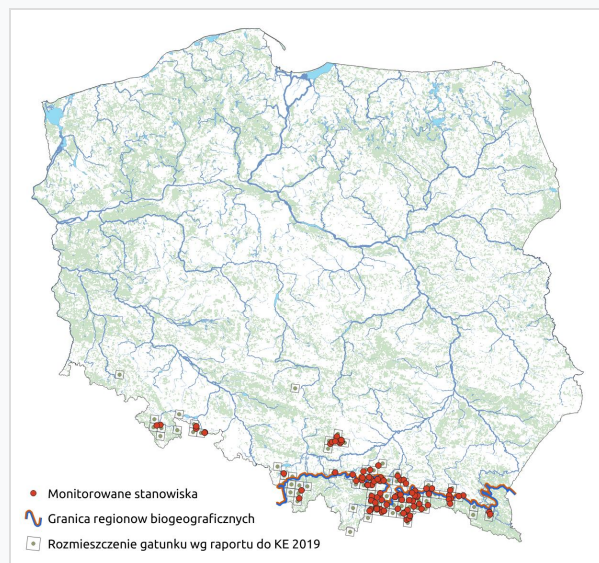 Monitorowane stanowiska
Granica regionow biogeograficznych
Rozmieszczenie gatunku wg raportu do KE 2019